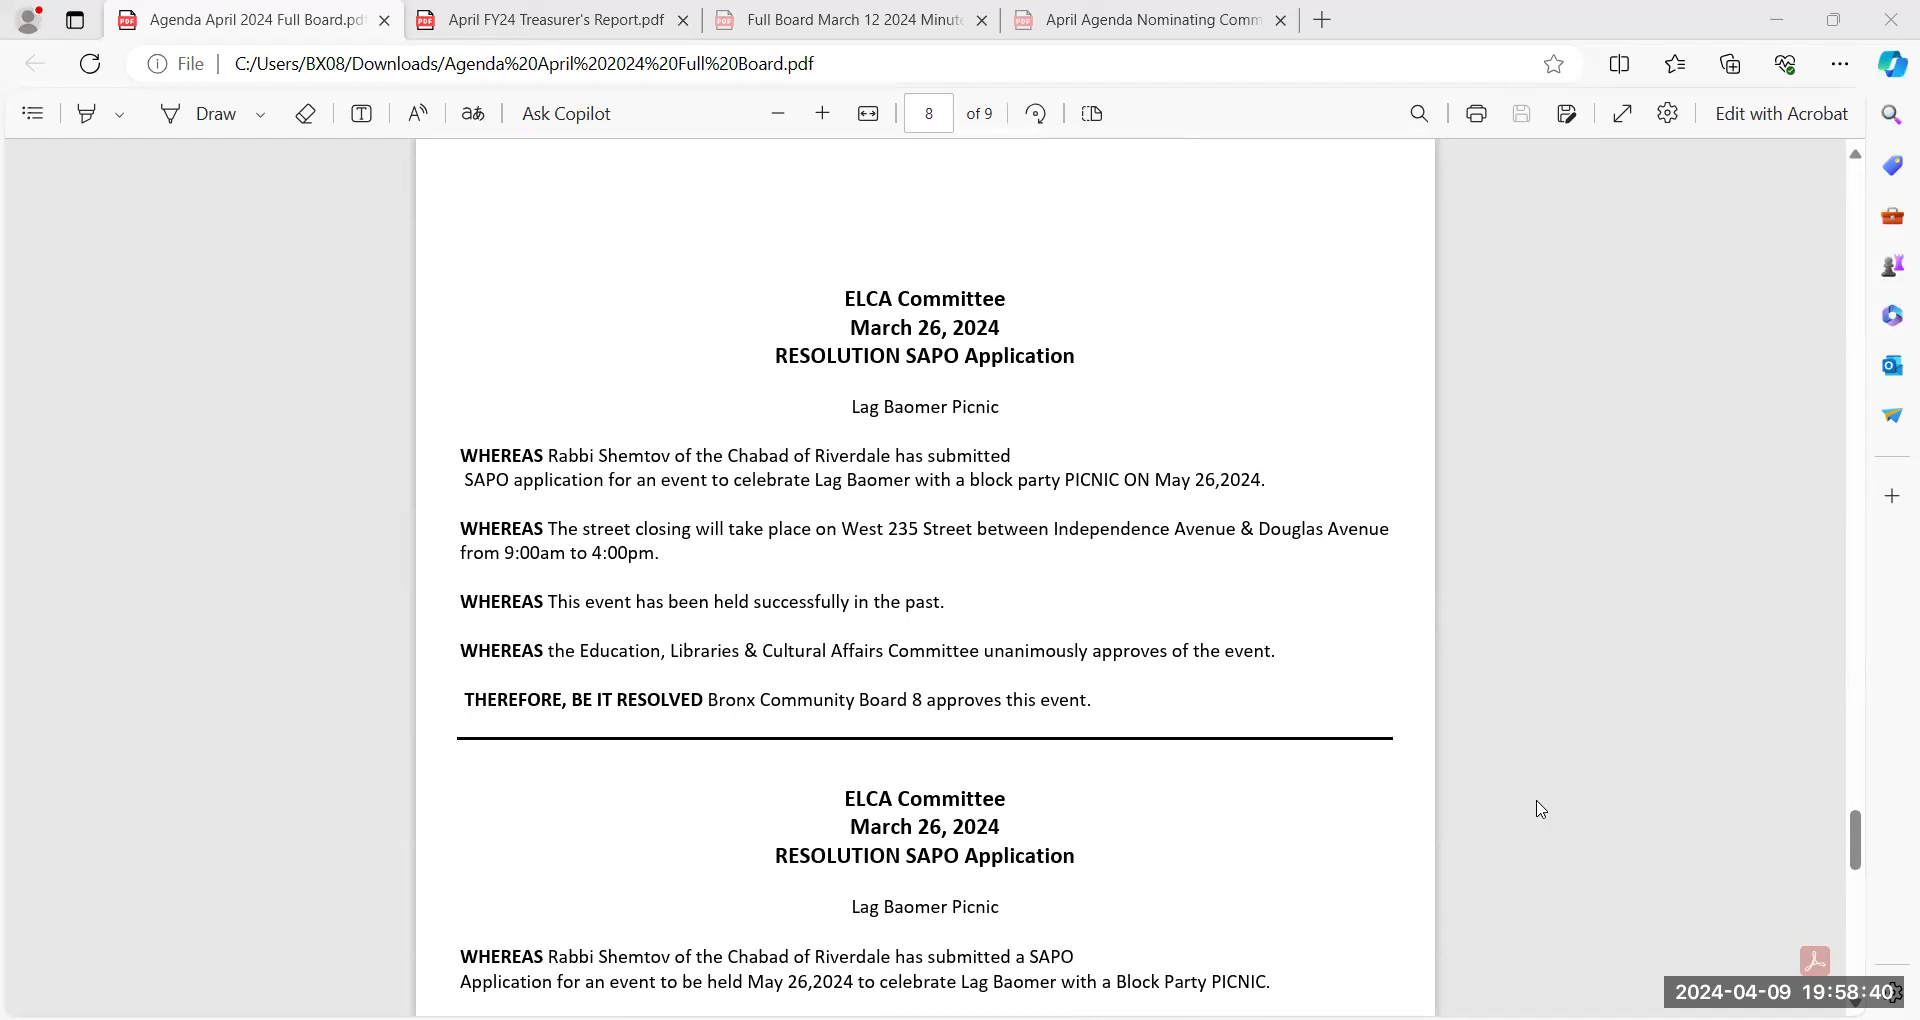 Agenda April 2024 Full Board.pdf
April FY24 Treasurer's Report.pdf
Full Board March 12 2024 Minute
April Agenda Nominating Comm
File
C:/Users/BX08/Downloads/Agenda%20April%202024%20Full%20Board.pdf
Draw
aあ
Ask Copilot
8
of 9
Edit with Acrobat
ELCA Committee
March 26, 2024
RESOLUTION SAPO Application
Lag Baomer Picnic
WHEREAS Rabbi Shemtov of the Chabad of Riverdale has submitted
SAPO application for an event to celebrate Lag Baomer with a block party PICNIC ON May 26,2024.
WHEREAS The street closing will take place on West 235 Street between Independence Avenue & Douglas Avenue
from 9:00am to 4:00pm.
WHEREAS This event has been held successfully in the past.
WHEREAS the Education, Libraries & Cultural Affairs Committee unanimously approves of the event.
THEREFORE, BE IT RESOLVED Bronx Community Board 8 approves this event.
ELCA Committee
March 26, 2024
RESOLUTION SAPO Application
Lag Baomer Picnic
WHEREAS Rabbi Shemtov of the Chabad of Riverdale has submitted a SAPO
Application for an event to be held May 26,2024 to celebrate Lag Baomer with a Block Party PICNIC.
2024-04-09 19:58:40